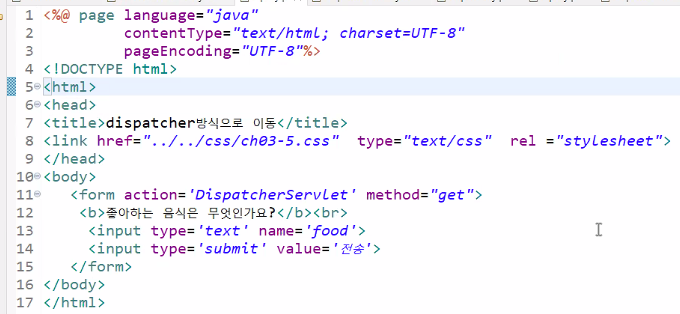 1 <%@ page language="java"
2 contentType="text/html; charset=UTF-8"
3 pageEncoding="UTF-8"%>
4 <!DOCTYPE html>
5 <html>
6 <head>
7 <title>dispatcher방식으로 이동</title>
8 <link href="../../css/ch03-5.css"  type="text/css"  rel ="stylesheet">
9 </head>
10 <body>
11 <form action='DispatcherServlet' method="get">
12 <b>좋아하는 음식은 무엇인가요?</b><br>
13 <input type='text' name='food'>
14 <input type='submit' value='전송'>
15 </form>
16 </body>
17 </html>